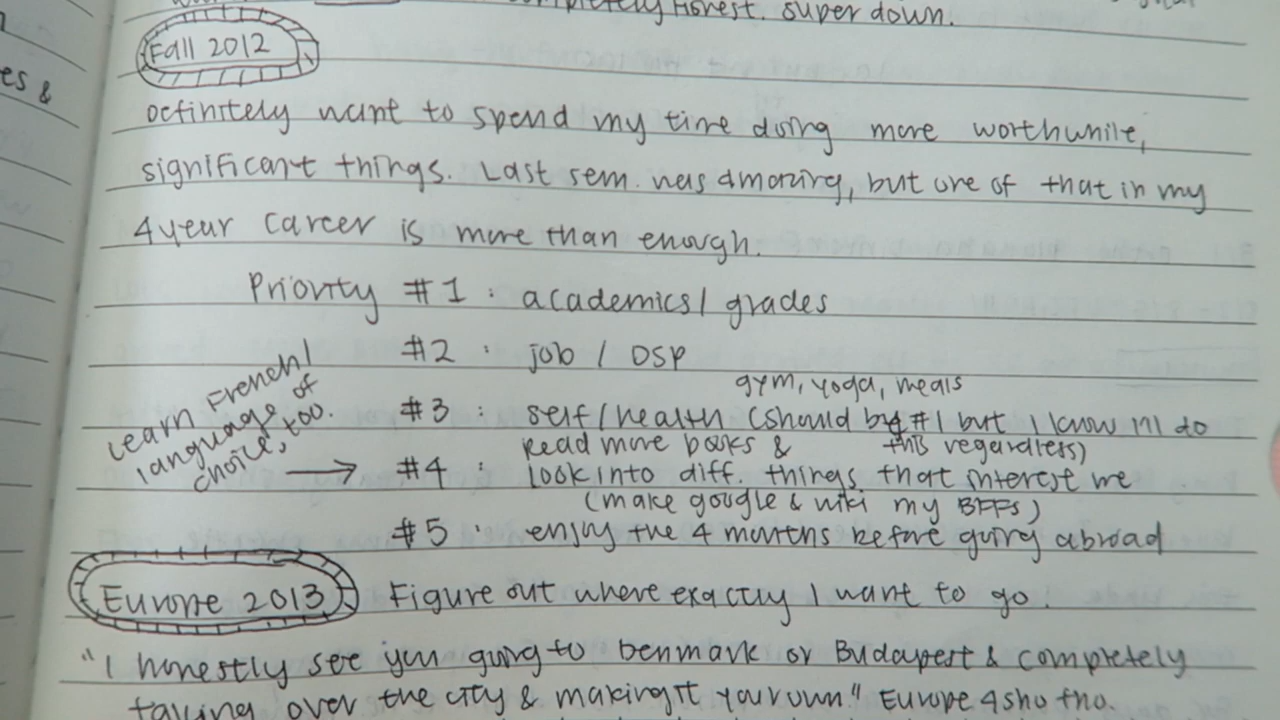 completely honest. super down.
es &
Fall 2012
Definitely want to spend my time doing more worthwhile,
significant things. Last sem. was amazing, but one of that in my
4 year career is more than enough.
Priority #1 : academics/grades
#2 : job / DSP
gym, yoga, meals
#3 : self/health (should be #1 but I know I'll do
this regardless)
Learn French/
language of
choice, too.
read more books &
→ #4 : look into diff. things that interest me
(make google & wiki my BFFs)
#5 : enjoy the 4 months before going abroad
Europe 2013 Figure out where exactly I want to go.
"I honestly see you going to Denmark or Budapest & completely
taking over the city & making it your own" Europe 4sho tho.